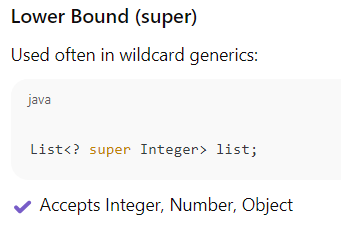 Lower Bound (super)
Used often in wildcard generics:
java
List<? super Integer> list;
✔ Accepts Integer, Number, Object